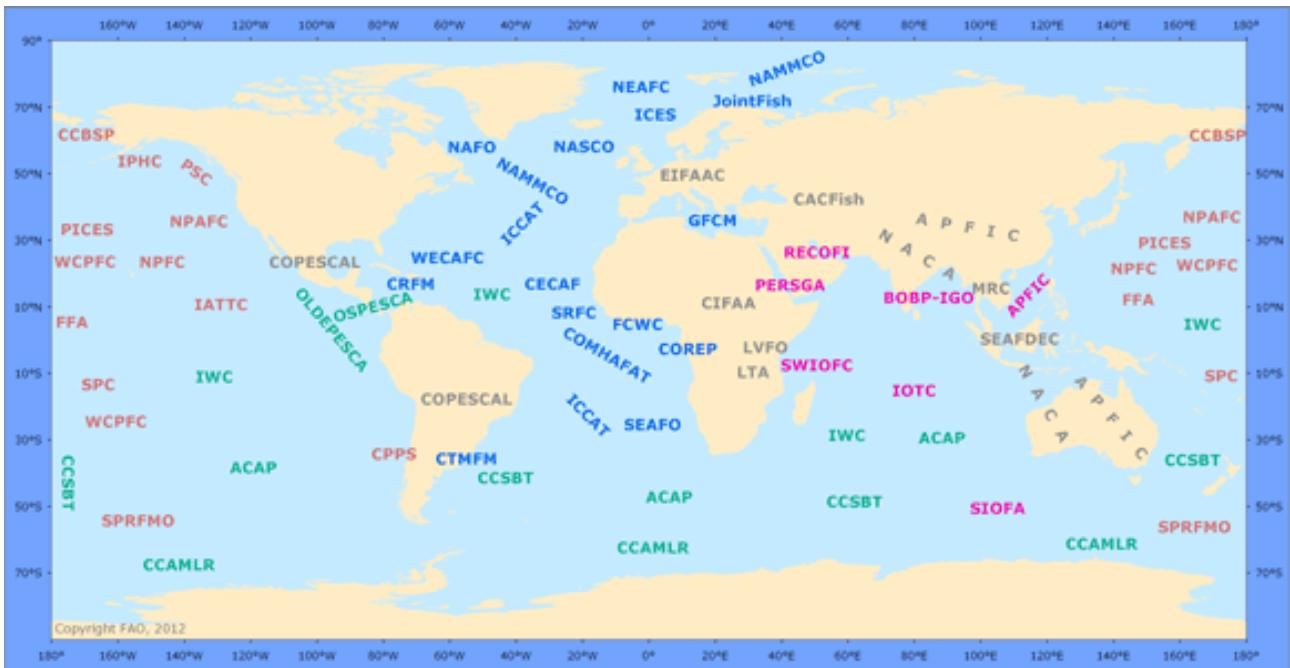 160°W 140°W 120°W 100°W 80°W 60°W 40°W 20°W 0° 20°E 40°E 60°E 80°E 100°E 120°E 140°E 160°E 180°
90°
NAMMCO
NEAFC
JointFish
70°N 70°N
ICES
CCBSP CCBSP
NAFO NASCO
IPHC PSC
NAMMCO
50°N EIFAAC 50°N
CACFish
ICCAT
NPAFC GFCM A P F I C NPAFC
PICES N A C A PICES
30°N 30°N
WECAFC RECOFI
WCPFC NPFC COPESCAL NPFC WCPFC
CRFM CECAF PERSGA MRC APFIC
IWC BOBP-IGO
OLDEPESCA OSPESCA
10°N IATTC CIFAA FFA 10°N
SRFC
FFA FCWC IWC
COMHAFAT COREP LVFO SEAFDEC
SWIOFC
10°S SPC IWC LTA SPC 10°S
N A C A A P F I C
COPESCAL IOTC
ICCAT
WCPFC SEAFO
30°S IWC ACAP 30°S
CPPS CTMFM CCSBT
CCSBT ACAP CCSBT
50°S ACAP CCSBT SIOFA 50°S
SPRFMO SPRFMO
CCAMLR CCAMLR
CCAMLR
70°S 70°S
Copyright FAO, 2012
180° 160°W 140°W 120°W 100°W 80°W 60°W 40°W 20°W 0° 20°E 40°E 60°E 80°E 100°E 120°E 140°E 160°E 180°